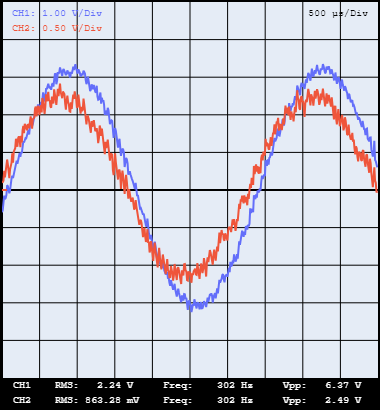 CH1: 1.00 V/Div 500 µs/Div
CH2: 0.50 V/Div
CH1 RMS: 2.24 V Freq: 302 Hz Vpp: 6.37 V
CH2 RMS: 863.28 mV Freq: 302 Hz Vpp: 2.49 V